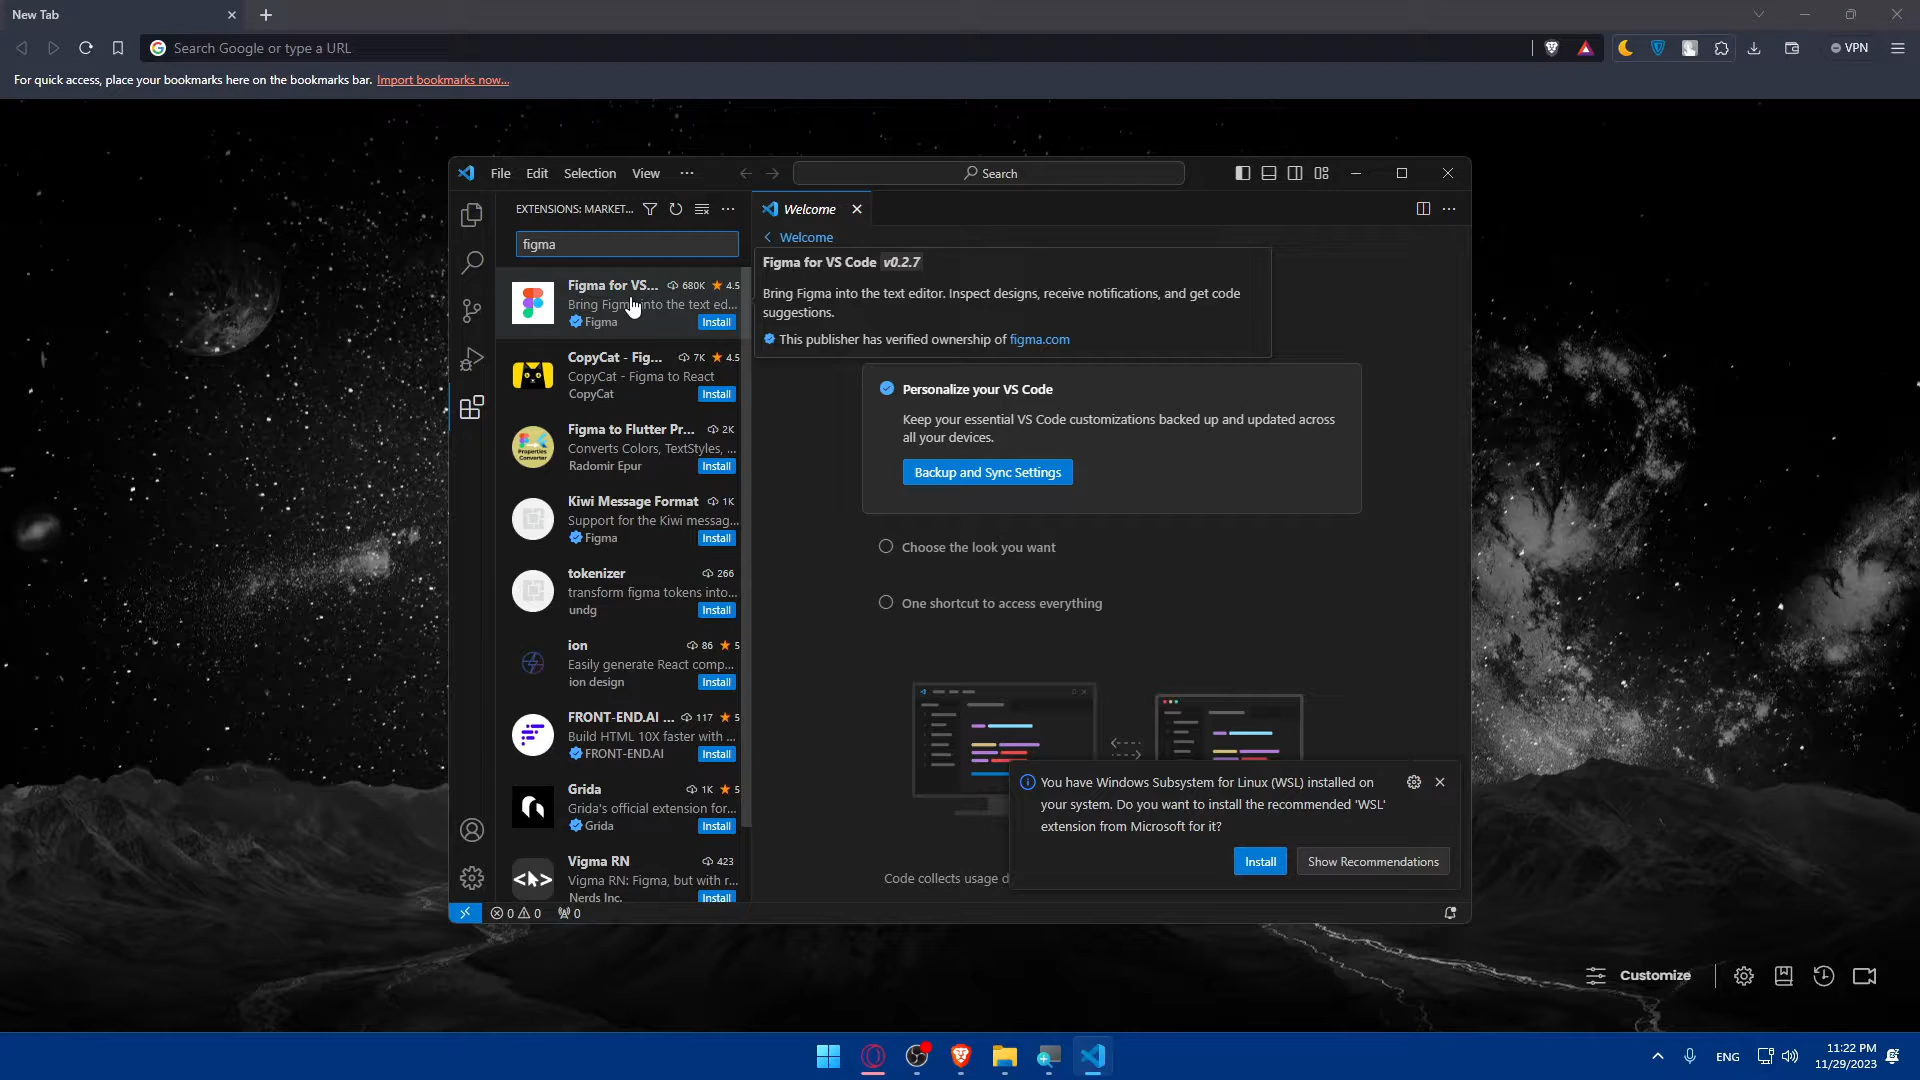 New Tab
Search Google or type a URL
VPN
For quick access, place your bookmarks here on the bookmarks bar. Import bookmarks now...
File Edit Selection View
Search
EXTENSIONS: MARKET...
Welcome
figma
Welcome
Figma for VS Code v0.2.7
Bring Figma into the text editor. Inspect designs, receive notifications, and get code
suggestions.
This publisher has verified ownership of figma.com
Figma for VS... 680K 4.5
Bring Figma into the text ed...
Figma Install
CopyCat - Fig... 7K 4.5
CopyCat - Figma to React
CopyCat Install
Figma to Flutter Pr... 2K
Converts Colors, TextStyles, ...
Radomir Epur Install
Kiwi Message Format 1K
Support for the Kiwi messag...
Figma Install
tokenizer 266
transform figma tokens into...
undg Install
ion 86 5
Easily generate React comp...
ion design Install
FRONT-END.AI ... 117 5
Build HTML 10X faster with ...
FRONT-END.AI Install
Grida 1K 5
Grida's official extension for...
Grida Install
Vigma RN 423
Vigma RN: Figma, but with r...
Nerds Inc. Install
Personalize your VS Code
Keep your essential VS Code customizations backed up and updated across
all your devices.
Backup and Sync Settings
Choose the look you want
One shortcut to access everything
You have Windows Subsystem for Linux (WSL) installed on
your system. Do you want to install the recommended 'WSL'
extension from Microsoft for it?
Install Show Recommendations
Code collects usage d
0 0 0
Customize
ENG
11:22 PM
11/29/2023